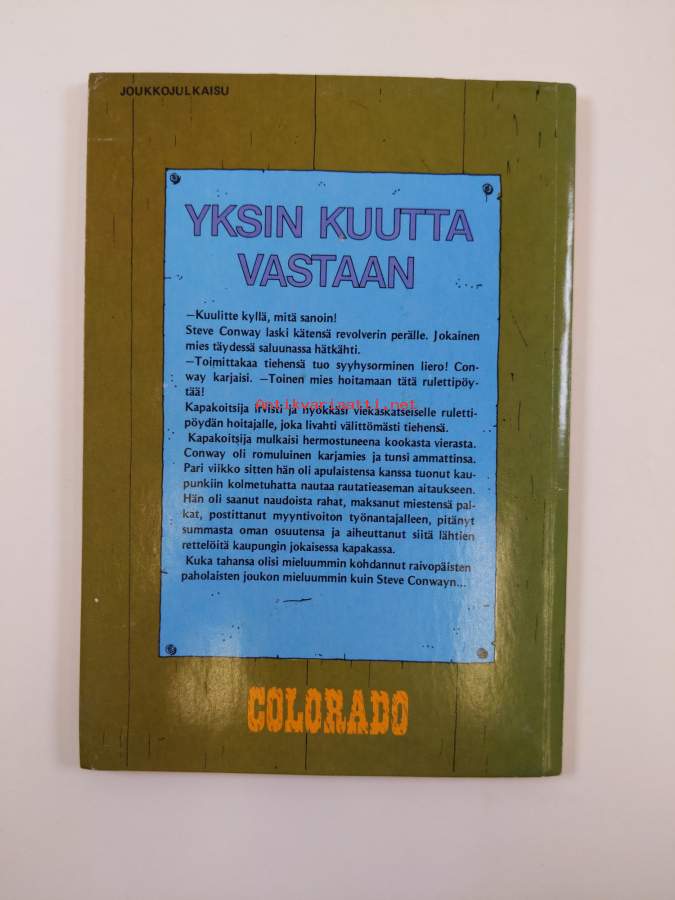 JOUKKOJULKAISU
YKSIN KUUTTA
VASTAAN
—Kuulitte kyllä, mitä sanoin!
Steve Conway laski kätensä revolverin perälle. Jokainen
mies täydessä saluunassa hätkähti.
—Toimittakaa tiehensä tuo syyhysorminen liero! Con-
way karjaisi. —Toinen mies hoitamaan tätä rulettipöy-
tää!
Antikvariaatti.net
Kapakoitsija irvisti ja nyökkäsi viekaskatseiselle ruletti-
pöydän hoitajalle, joka livahti välittömästi tiehensä.
Kapakoitsija mulkaisi hermostuneena kookasta vierasta.
Conway oli romuluinen karjamies ja tunsi ammattinsa.
Pari viikko sitten hän oli apulaistensa kanssa tuonut kau-
punkiin kolmetuhatta nautaa rautatieaseman aitaukseen.
Hän oli saanut naudoista rahat, maksanut miestensä pal-
kat, postittanut myyntivoiton työnantajalleen, pitänyt
summasta oman osuutensa ja aiheuttanut siitä lähtien
rettelöitä kaupungin jokaisessa kapakassa.
Kuka tahansa olisi mieluummin kohdannut raivopäisten
paholaisten joukon mieluummin kuin Steve Conwayn...
COLORADO